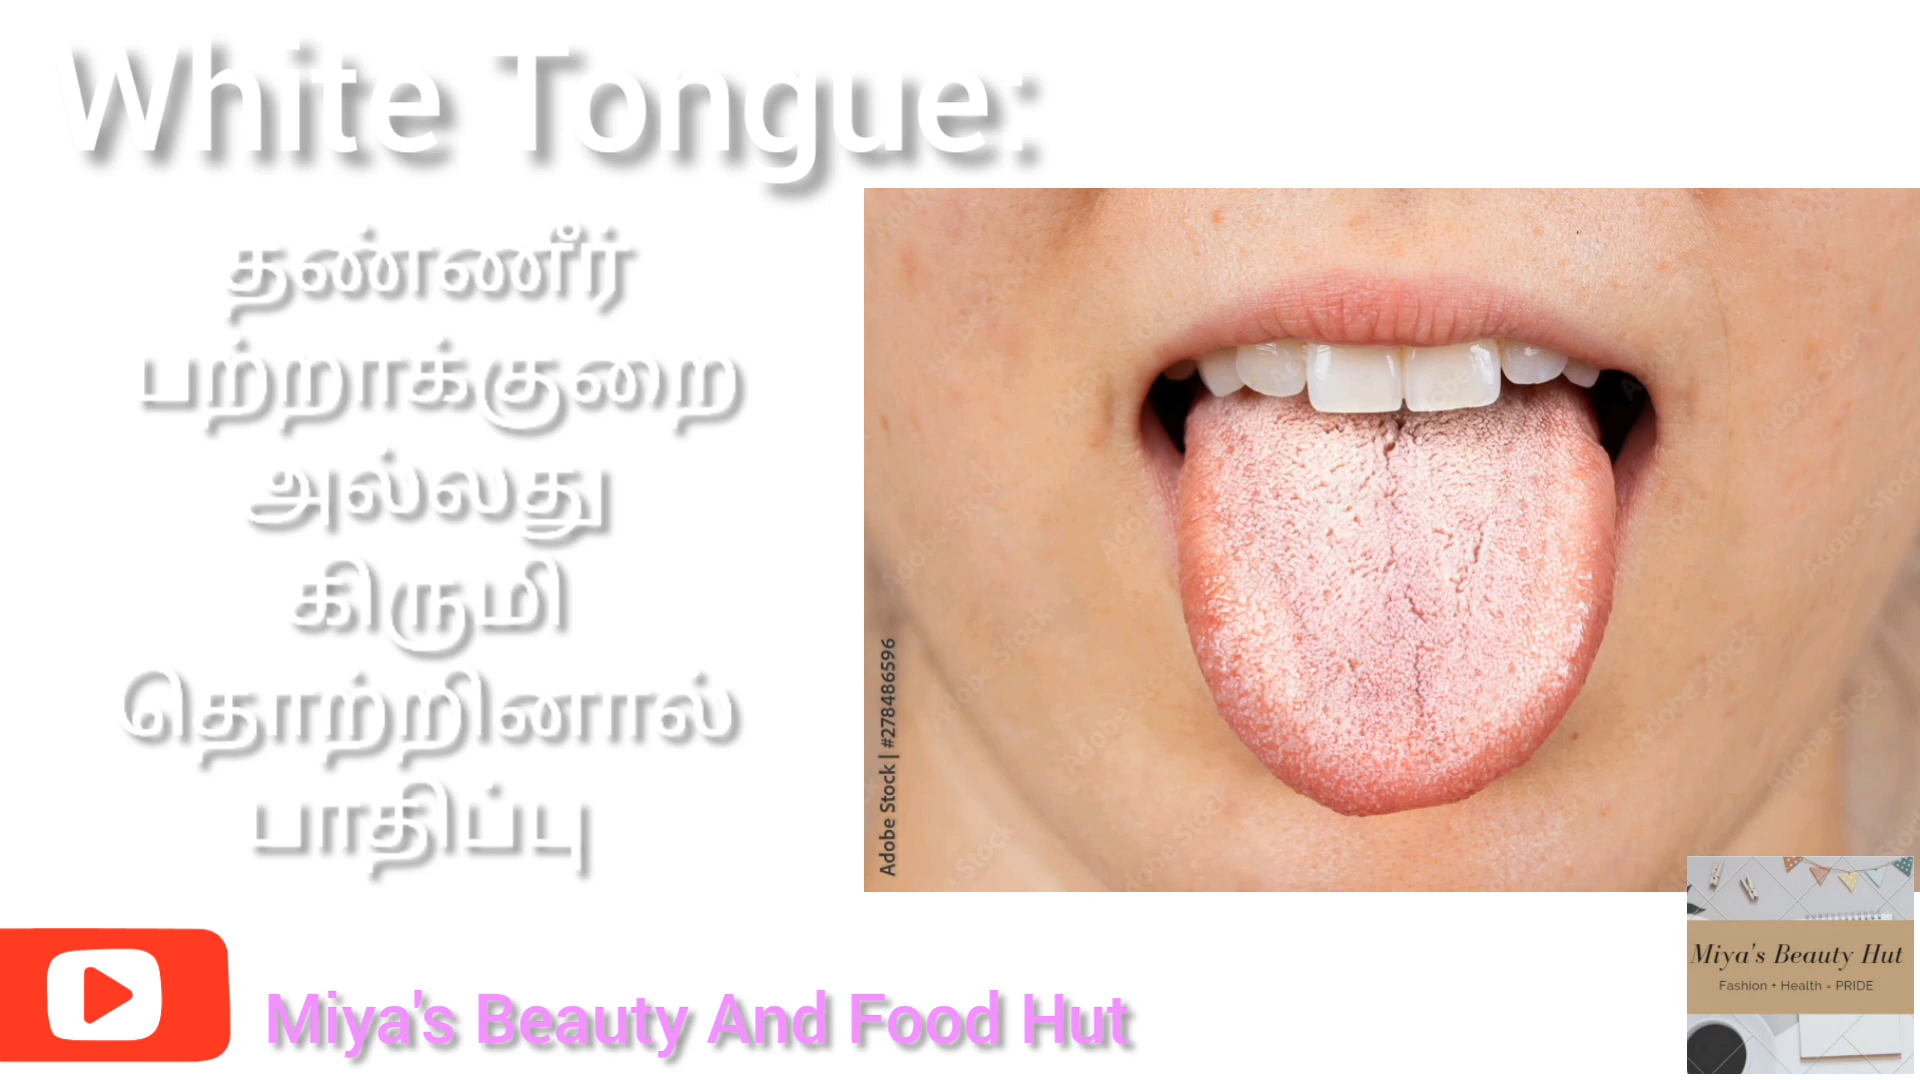 White Tongue:
தண்ணீர்
பற்றாக்குறை
அல்லது
கிருமி
தொற்றினால்
பாதிப்பு
Adobe Stock | #278486596
Miya's Beauty And Food Hut
Miya's Beauty Hut
Fashion + Health = PRIDE